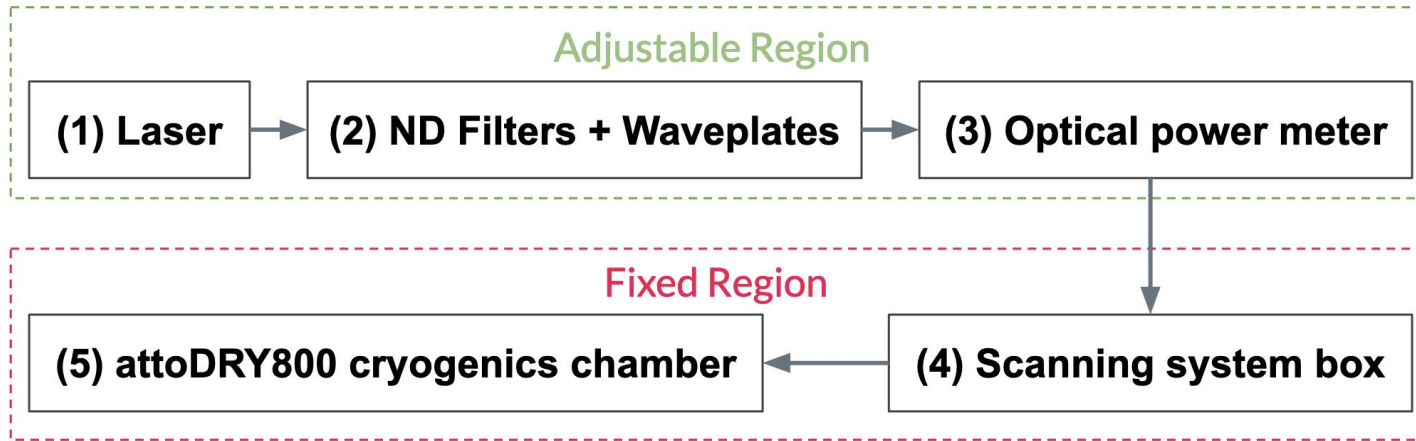 Adjustable Region
(1) Laser
(2) ND Filters + Waveplates
(3) Optical power meter
Fixed Region
(5) attoDRY800 cryogenics chamber
(4) Scanning system box